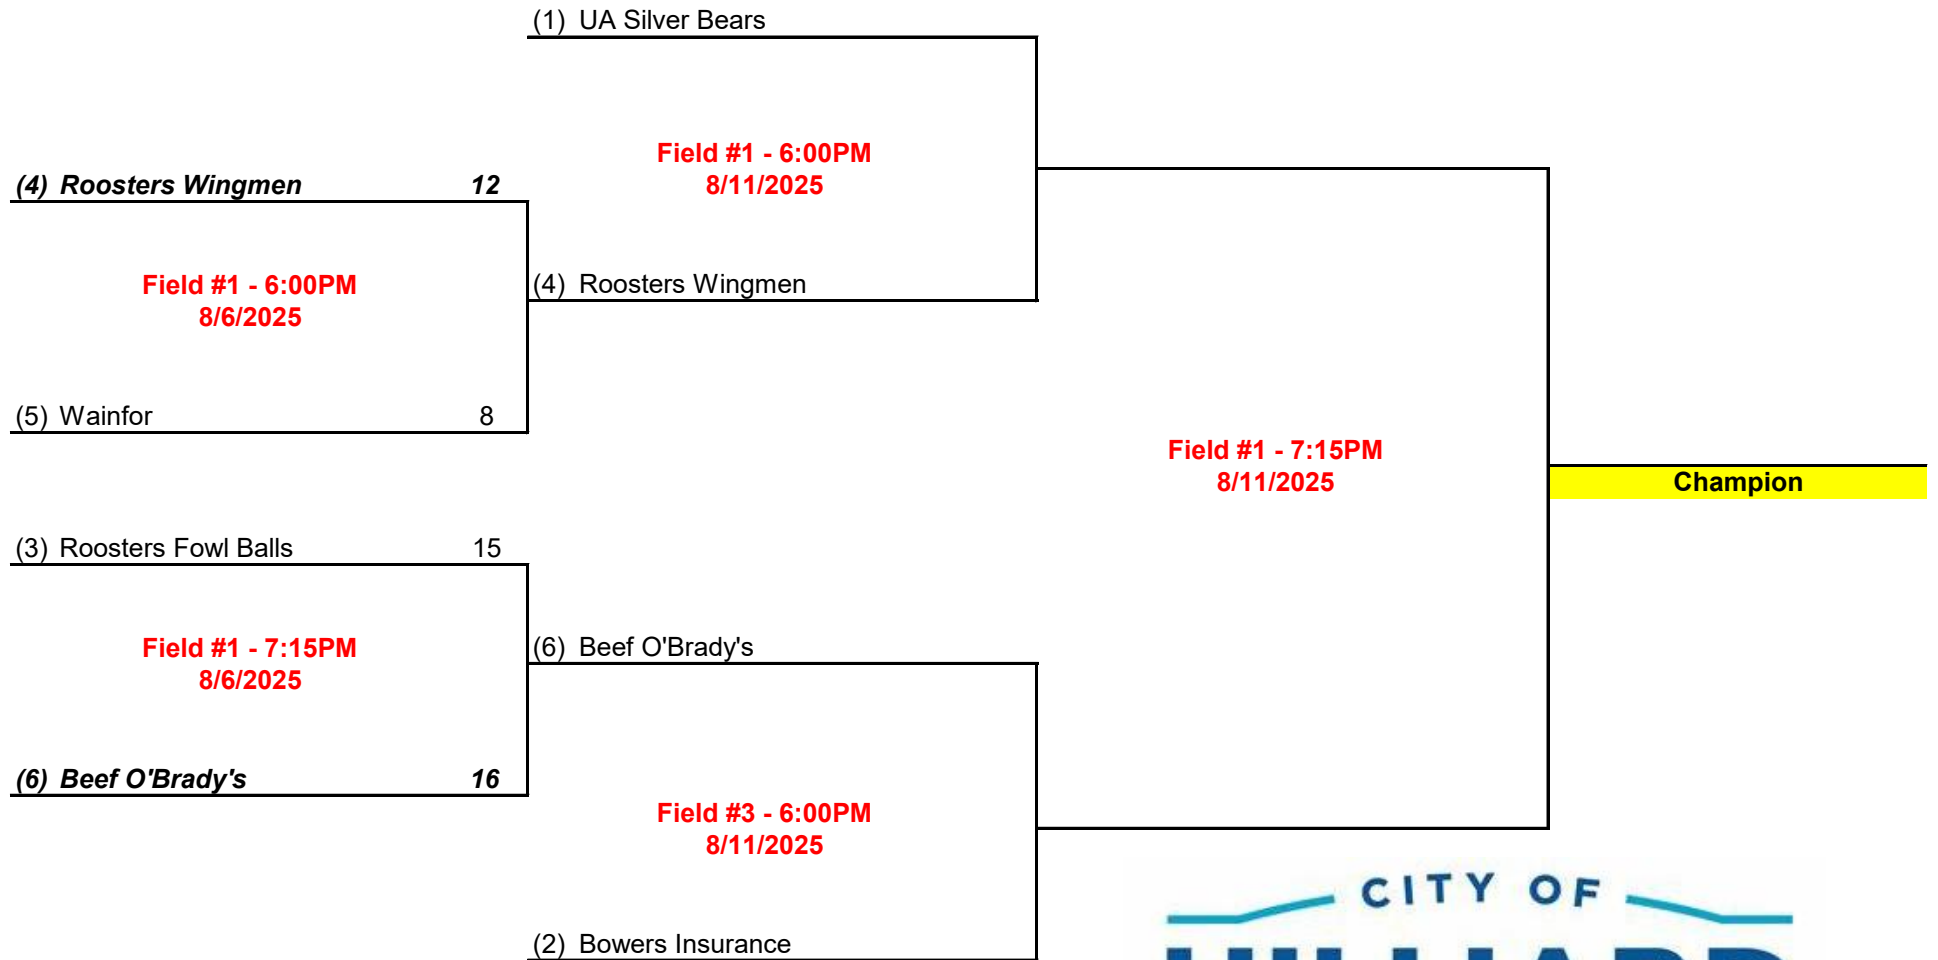 (1) UA Silver Bears
Field #1 - 6:00PM
8/11/2025
(4) Roosters Wingmen 12
Field #1 - 6:00PM
8/6/2025
(4) Roosters Wingmen
(5) Wainfor 8
Field #1 - 7:15PM
8/11/2025
Champion
(3) Roosters Fowl Balls 15
Field #1 - 7:15PM
8/6/2025
(6) Beef O'Brady's
(6) Beef O'Brady's 16
Field #3 - 6:00PM
8/11/2025
(2) Bowers Insurance
CITY OF
HILLIARD